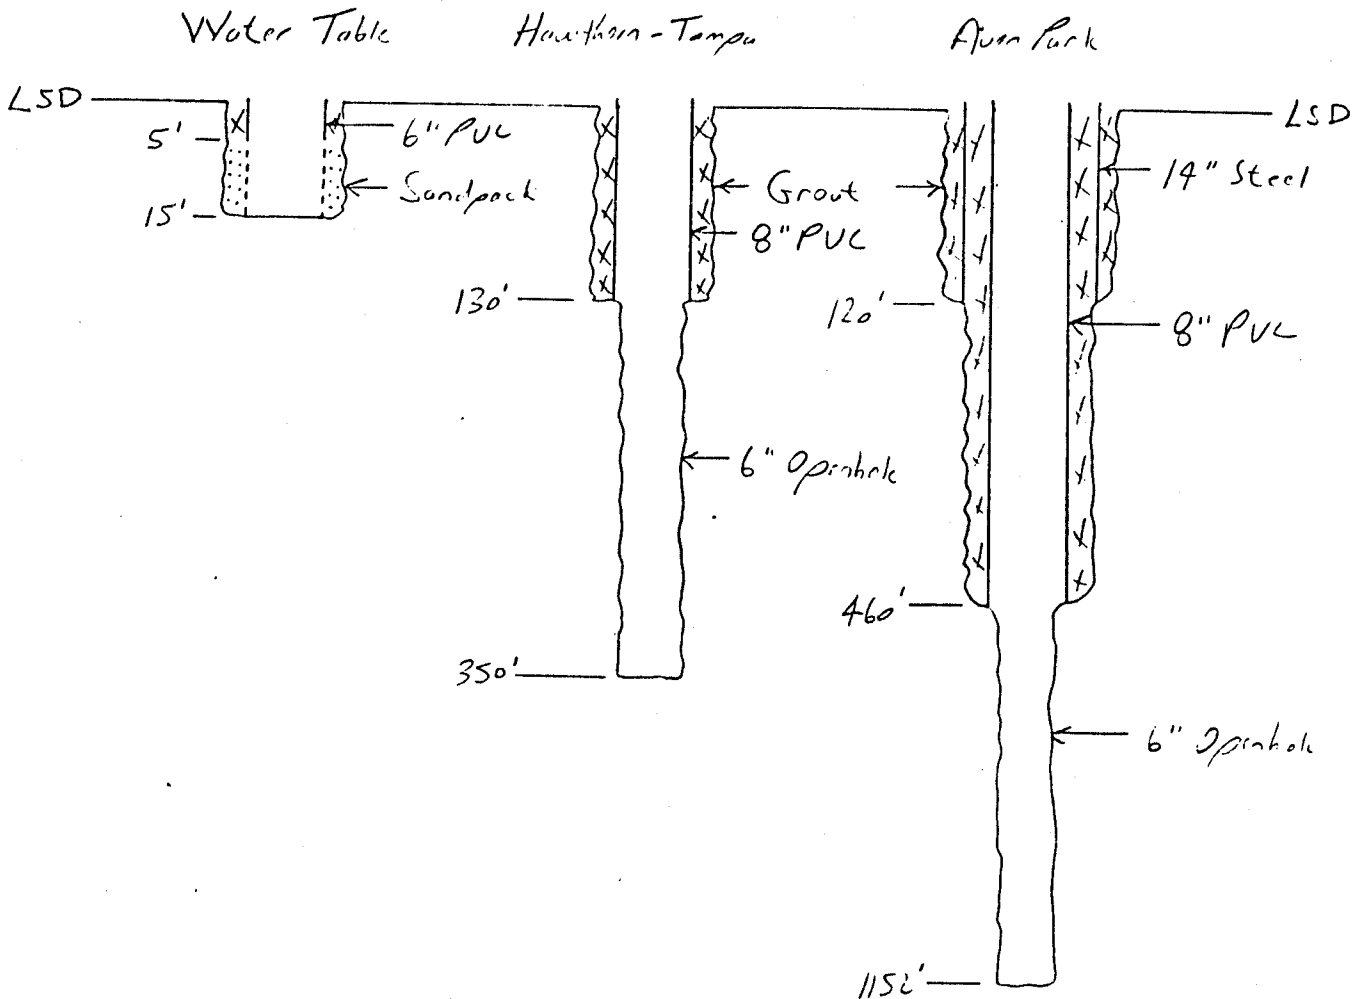 Water Table
Hawthorn-Tampa
Avon Park
LSD
LSD
5'
6" PVC
15'
Sandpack
Grout
14" Steel
8" PVC
130'
120'
8" PVC
6" Openhole
460'
350'
6" Openhole
1152'